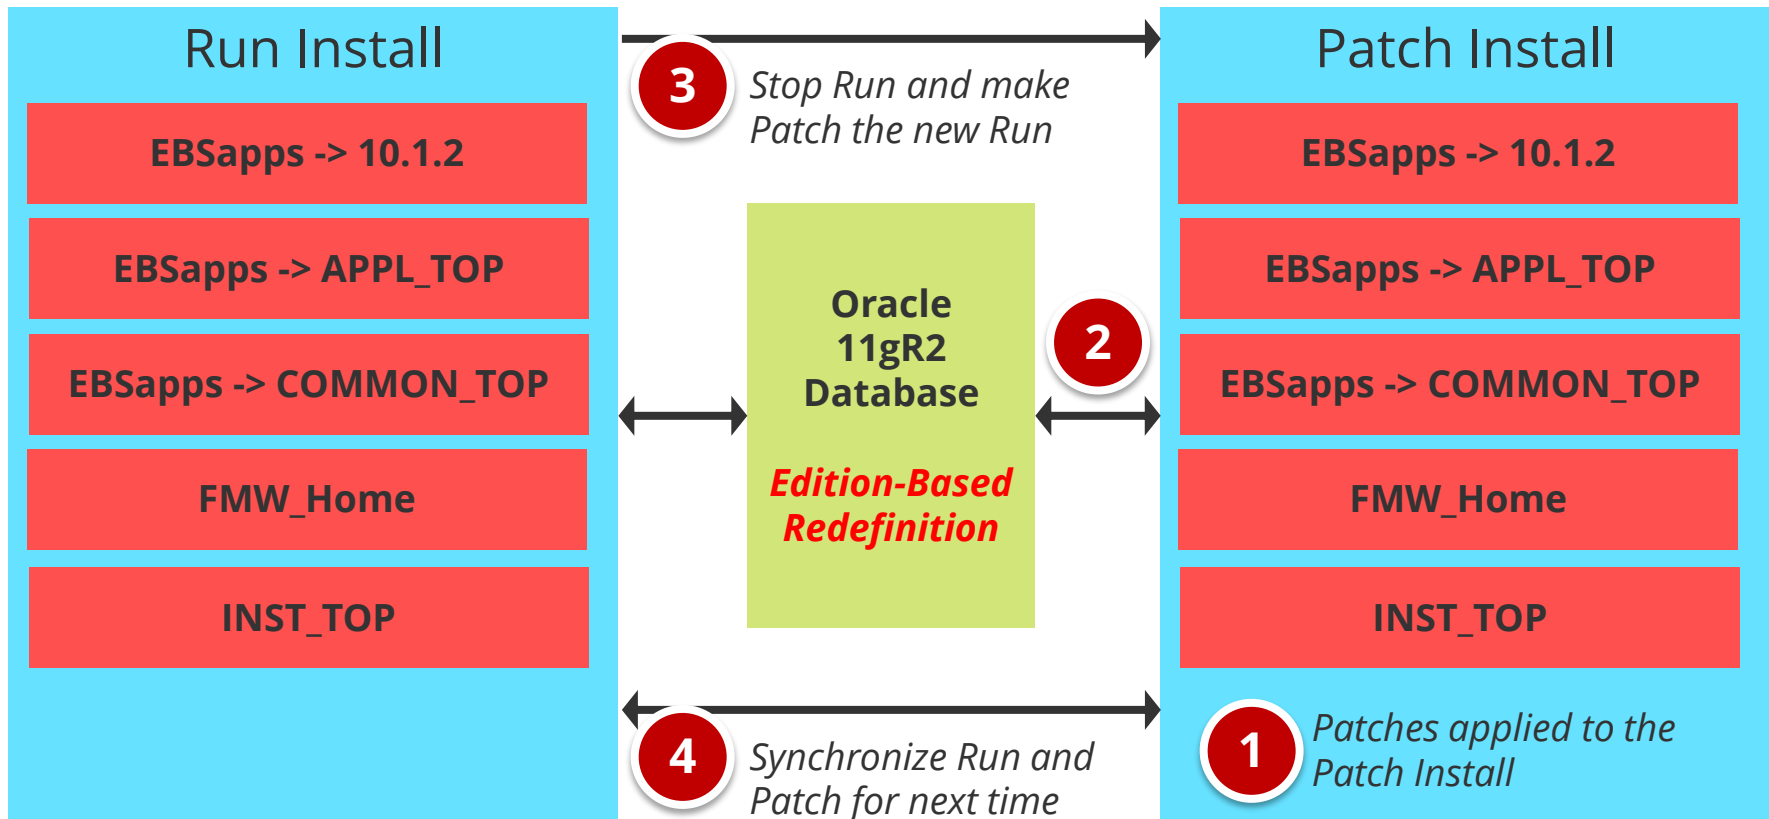 Run Install
EBSapps -> 10.1.2
EBSapps -> APPL_TOP
EBSapps -> COMMON_TOP
FMW_Home
INST_TOP
3
Stop Run and make
Patch the new Run
Oracle
11gR2
Database
Edition-Based
Redefinition
2
4
Synchronize Run and
Patch for next time
Patch Install
EBSapps -> 10.1.2
EBSapps -> APPL_TOP
EBSapps -> COMMON_TOP
FMW_Home
INST_TOP
1
Patches applied to the
Patch Install